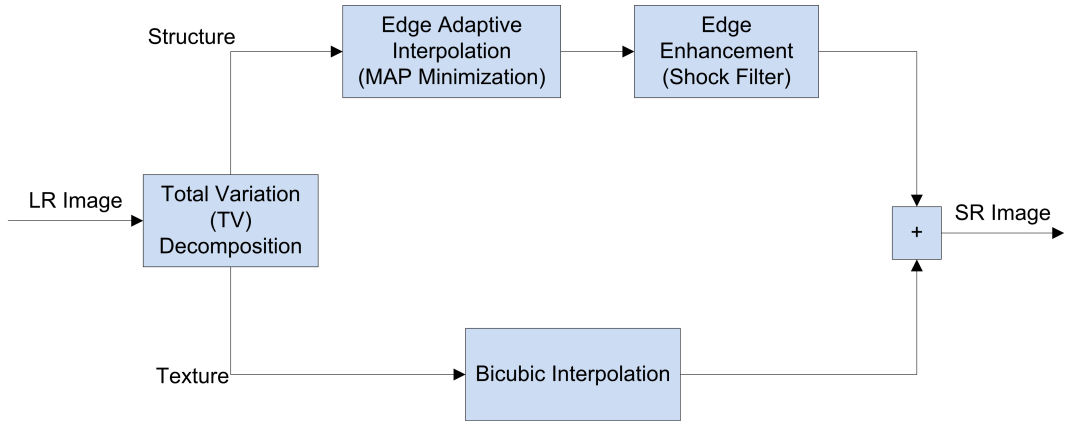 Structure
Edge Adaptive
Interpolation
(MAP Minimization)
Edge
Enhancement
(Shock Filter)
LR Image
Total Variation
(TV)
Decomposition
+
SR Image
Texture
Bicubic Interpolation